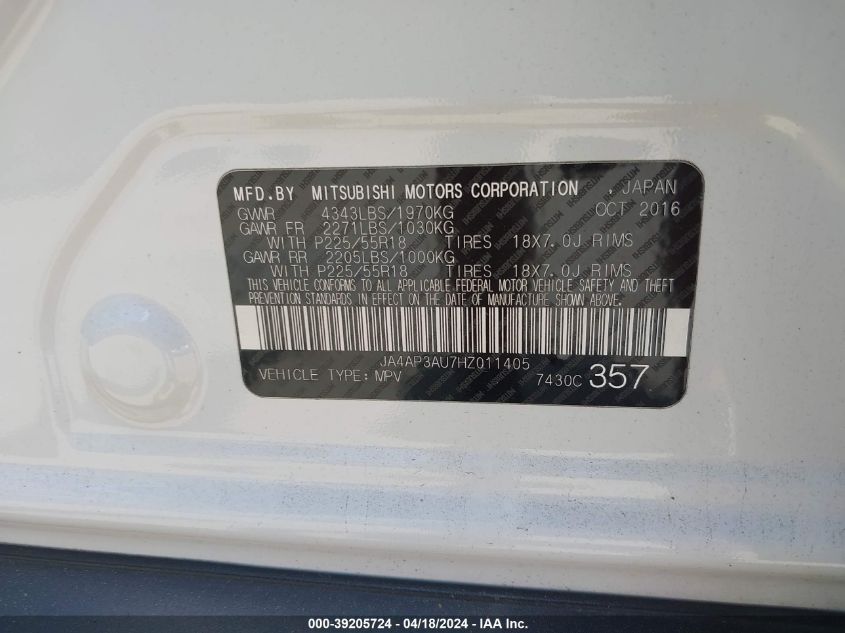 MFD.BY MITSUBISHI MOTORS CORPORATION , JAPAN
GVWR 4343LBS/1970KG OCT 2016
GAWR FR 2271LBS/1030KG
WITH P225/55R18 TIRES 18X7.0J RIMS
GAWR RR 2205LBS/1000KG
WITH P225/55R18 TIRES 18X7.0J RIMS
THIS VEHICLE CONFORMS TO ALL APPLICABLE FEDERAL MOTOR VEHICLE SAFETY AND THEFT
PREVENTION STANDARDS IN EFFECT ON THE DATE OF MANUFACTURE SHOWN ABOVE.
JA4AP3AU7HZ011405
VEHICLE TYPE: MPV 7430C 357
000-39205724 - 04/18/2024 - IAAI.com